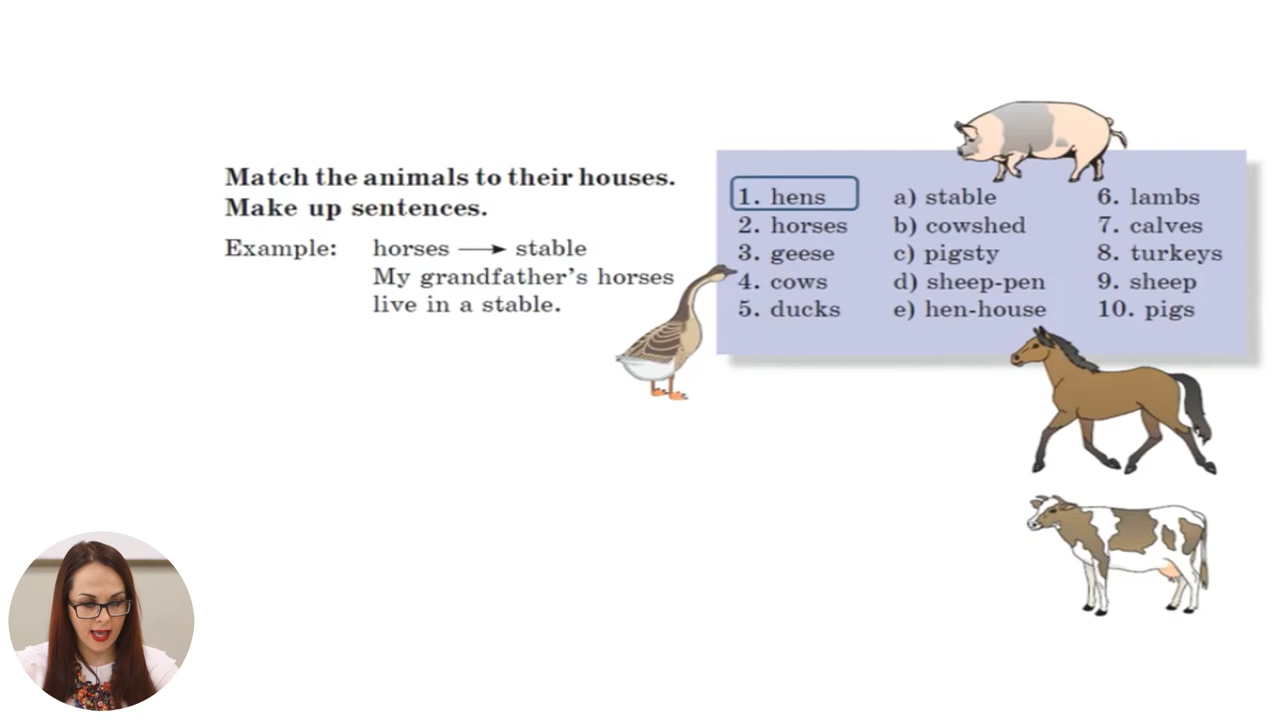 Match the animals to their houses.
Make up sentences.
Example: horses → stable
My grandfather's horses
live in a stable.
1. hens a) stable 6. lambs
2. horses b) cowshed 7. calves
3. geese c) pigsty 8. turkeys
4. cows d) sheep-pen 9. sheep
5. ducks e) hen-house 10. pigs